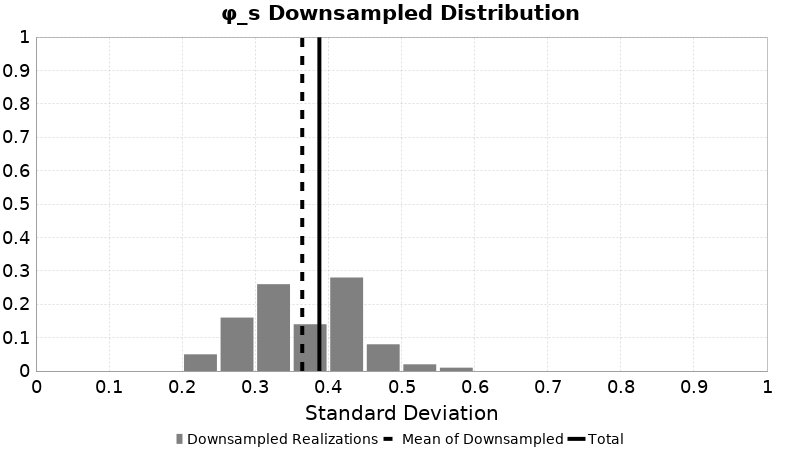 φ_s Downsampled Distribution
1
0.9
0.8
0.7
0.6
0.5
0.4
0.3
0.2
0.1
0
0 0.1 0.2 0.3 0.4 0.5 0.6 0.7 0.8 0.9 1
Standard Deviation
Downsampled Realizations Mean of Downsampled Total